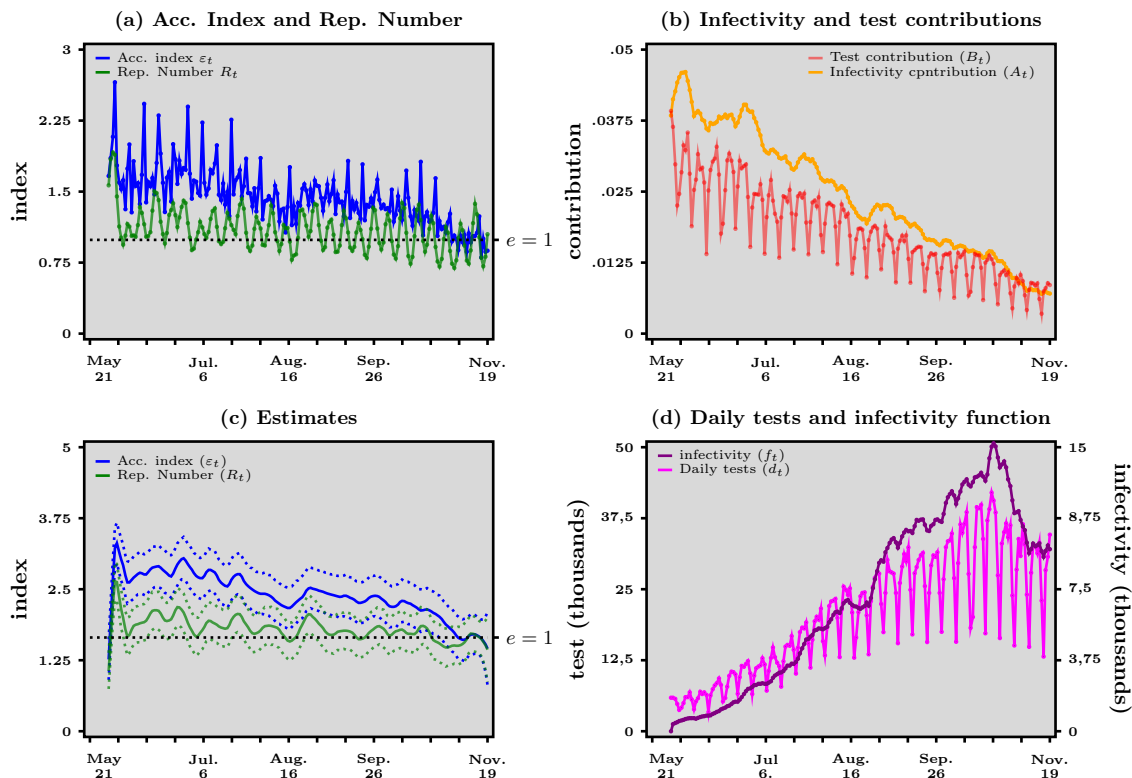 (a) Acc. Index and Rep. Number
3
2.25
1.5
0.75
0
index
Acc. index εt
Rep. Number Rt
e = 1
May 21
Jul. 6
Aug. 16
Sep. 26
Nov. 19
(b) Infectivity and test contributions
.05
.0375
.025
.0125
0
contribution
Test contribution (Bt)
Infectivity cpntribution (At)
May 21
Jul. 6
Aug. 16
Sep. 26
Nov. 19
(c) Estimates
5
3.75
2.5
1.25
0
index
Acc. index (εt)
Rep. Number (Rt)
e = 1
May 21
Jul. 6
Aug. 16
Sep. 26
Nov. 19
(d) Daily tests and infectivity function
50
37,5
25
12,5
0
test (thousands)
infectivity (ft)
Daily tests (dt)
15
8,75
7,5
3,75
0
infectivity (thousands)
May 21
Jul 6.
Aug. 16
Sep. 26
Nov. 19